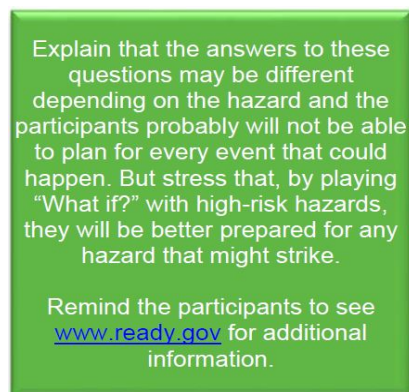 Explain that the answers to these
questions may be different
depending on the hazard and the
participants probably will not be able
to plan for every event that could
happen. But stress that, by playing
“What if?” with high-risk hazards,
they will be better prepared for any
hazard that might strike.
Remind the participants to see
www.ready.gov for additional
information.